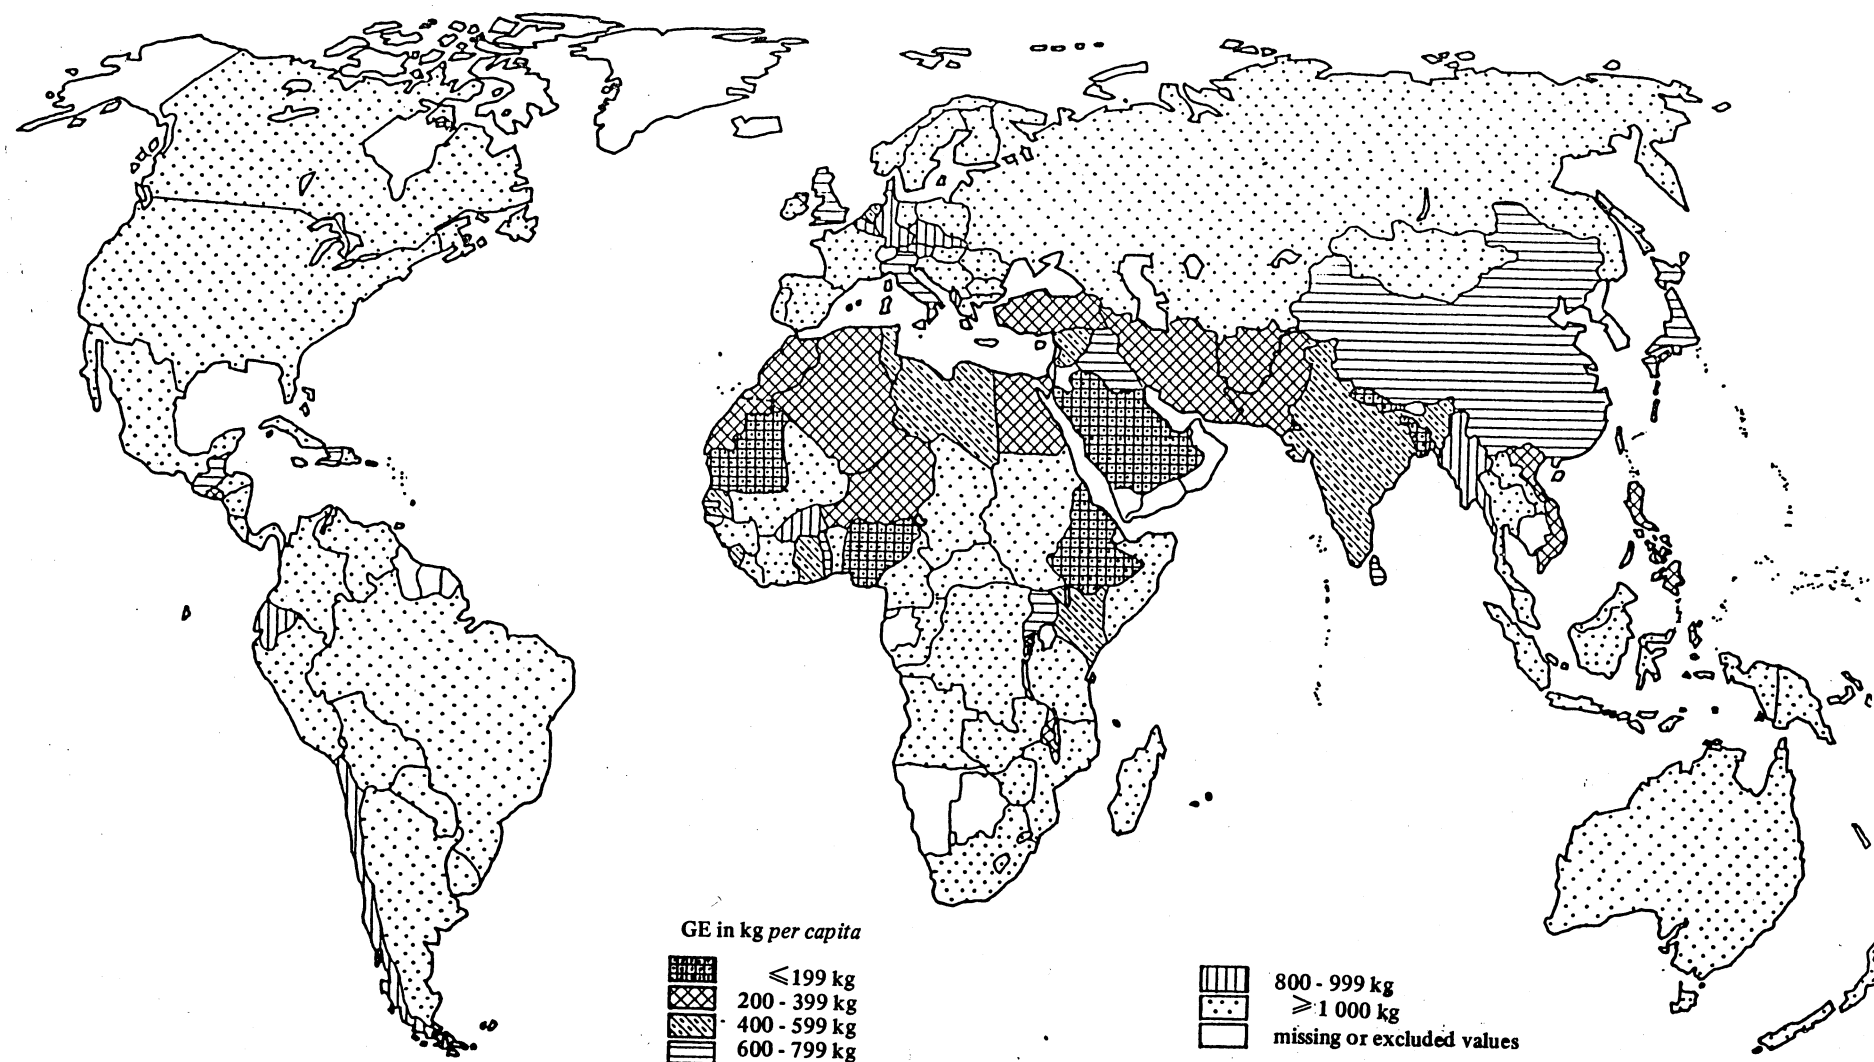 GE in kg per capita
≤199 kg
200 - 399 kg
400 - 599 kg
600 - 799 kg
800 - 999 kg
≥1 000 kg
missing or excluded values